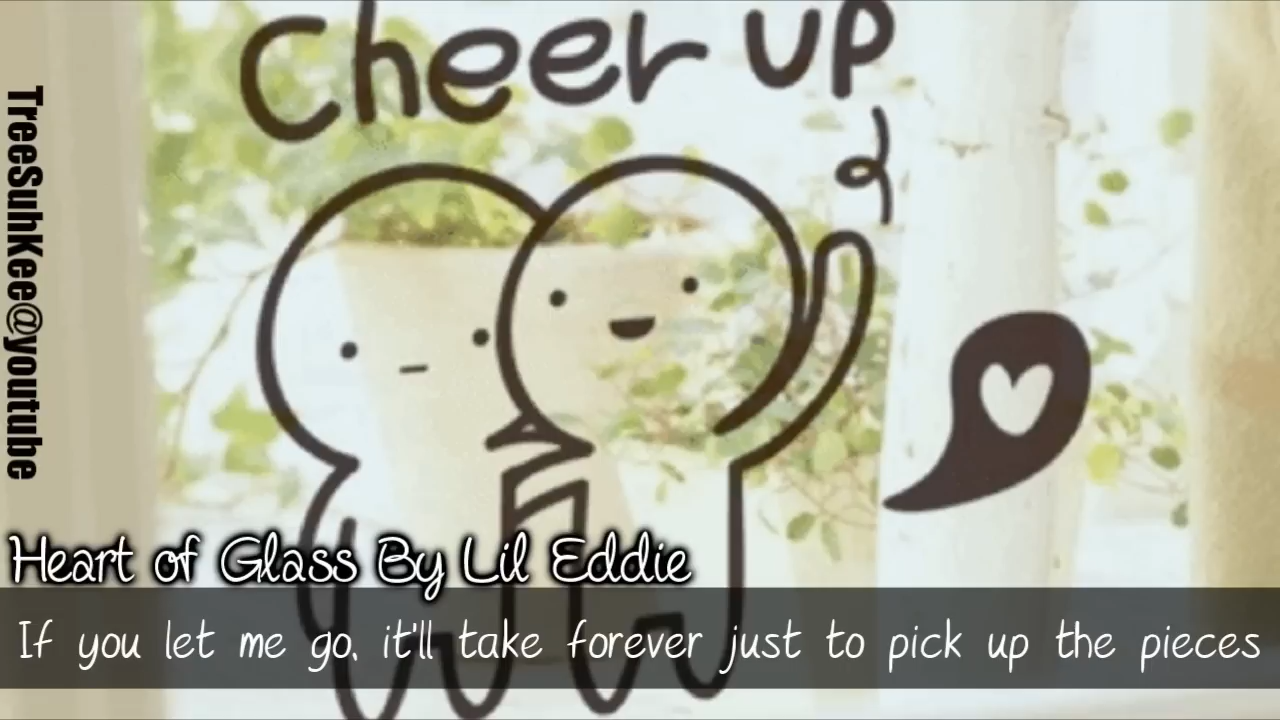 Cheer up
TreeSuhKee@youtube
Heart of Glass By Lil Eddie
If you let me go, it'll take forever just to pick up the pieces